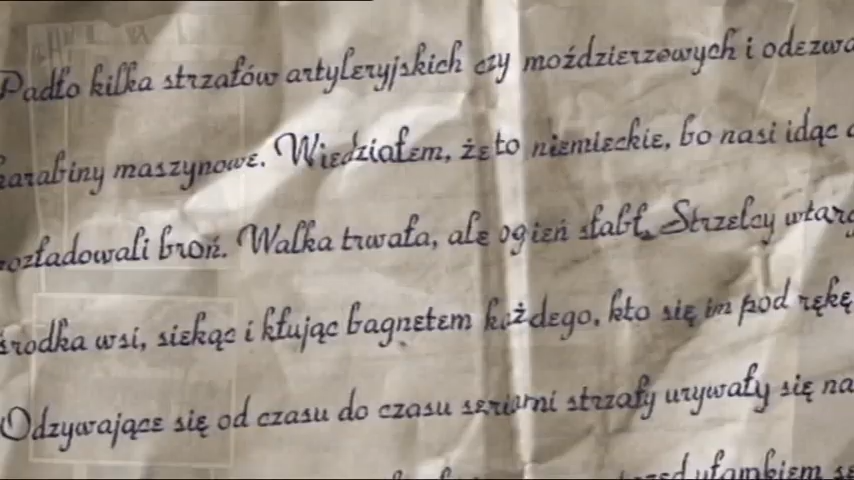 Padło kilka strzałów artyleryjskich czy moździerzowych i odezwa
karabiny maszynowe. Wiedziałem, że to niemieckie, bo nasi idąc
rozładowali broń. Walka trwała, ale ogień słabł. Strzelcy wtarg
środka wsi, siekąc i kłując bagnetem każdego, kto się im pod rękę
Odzywające się od czasu do czasu seriami strzały urywały się na
ułamkiem se